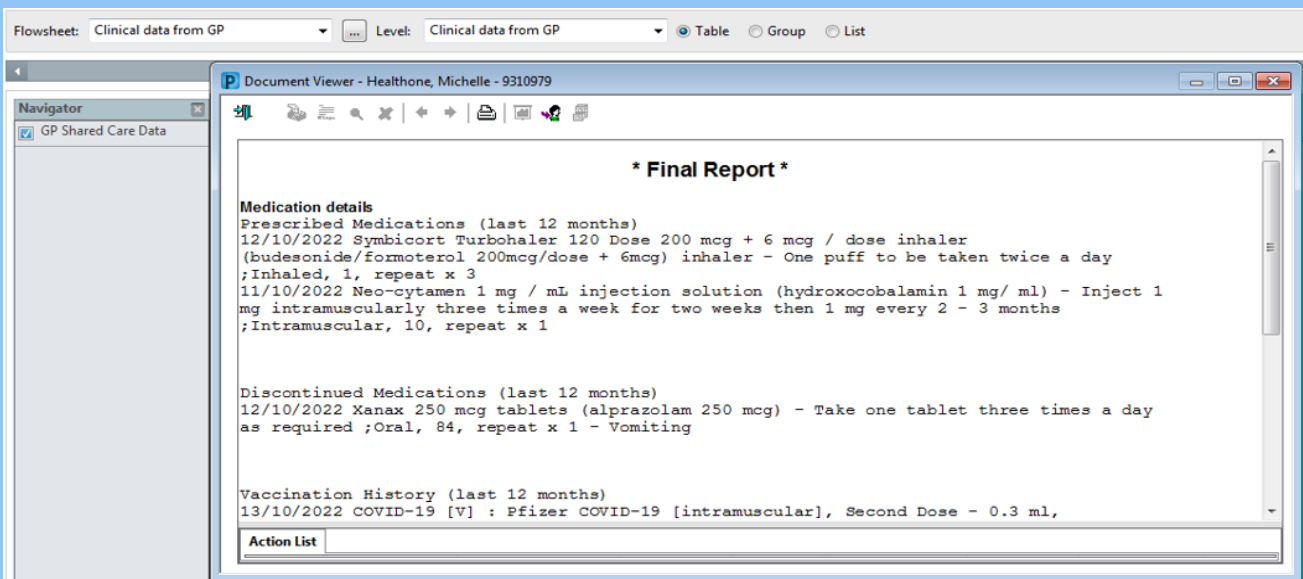 Flowsheet: Clinical data from GP ... Level: Clinical data from GP Table Group List
P Document Viewer - Healthone, Michelle - 9310979
Navigator
GP Shared Care Data
* Final Report *
Medication details
Prescribed Medications (last 12 months)
12/10/2022 Symbicort Turbohaler 120 Dose 200 mcg + 6 mcg / dose inhaler
(budesonide/formoterol 200mcg/dose + 6mcg) inhaler - One puff to be taken twice a day
;Inhaled, 1, repeat x 3
11/10/2022 Neo-cytamen 1 mg / mL injection solution (hydroxocobalamin 1 mg/ ml) - Inject 1
mg intramuscularly three times a week for two weeks then 1 mg every 2 - 3 months
;Intramuscular, 10, repeat x 1
Discontinued Medications (last 12 months)
12/10/2022 Xanax 250 mcg tablets (alprazolam 250 mcg) - Take one tablet three times a day
as required ;Oral, 84, repeat x 1 - Vomiting
Vaccination History (last 12 months)
13/10/2022 COVID-19 [V] : Pfizer COVID-19 [intramuscular], Second Dose - 0.3 ml,
Action List